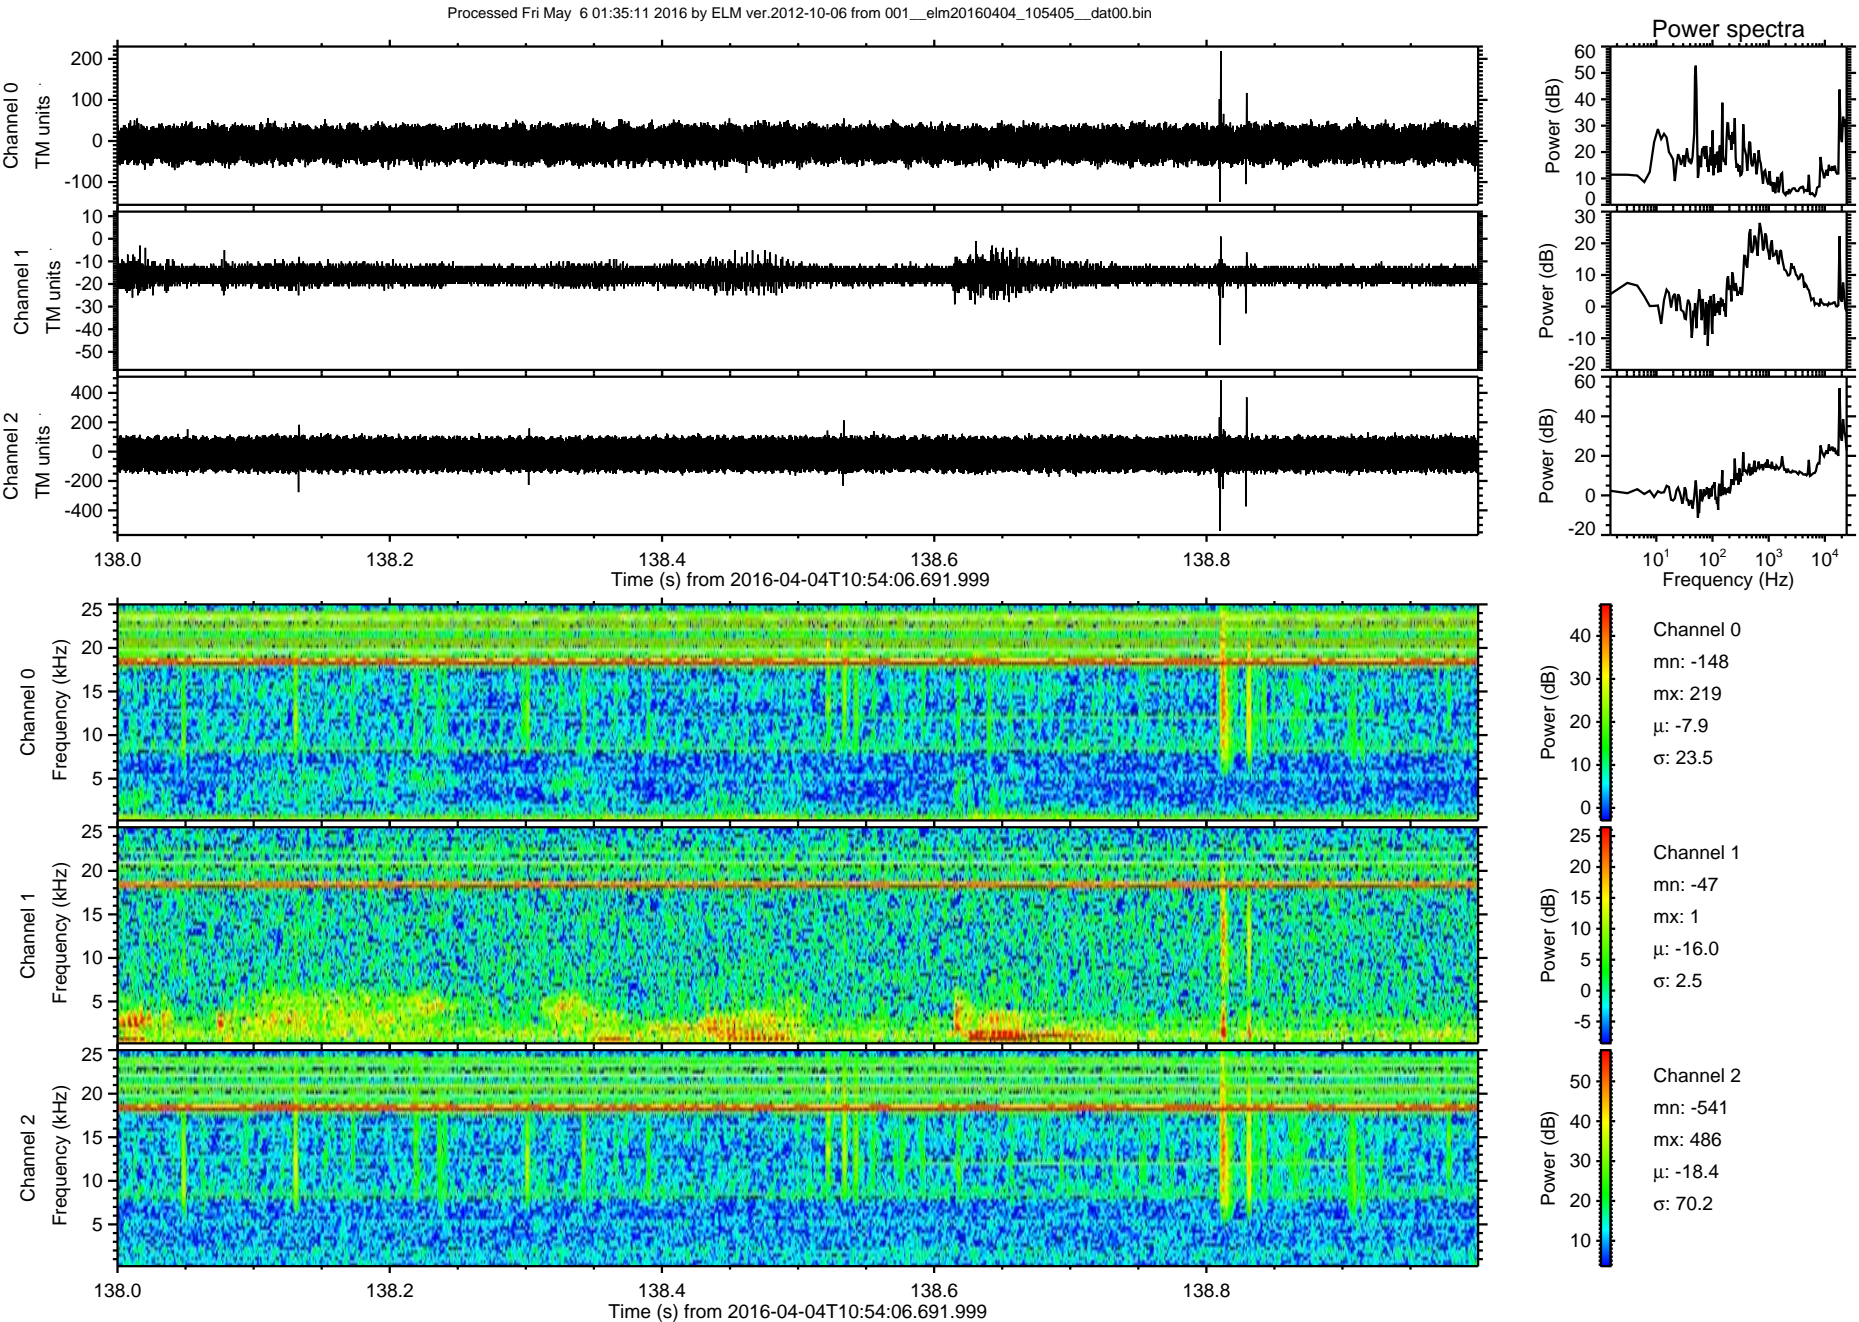 Processed Fri May  6 01:35:11 2016 by ELM ver.2012-10-06 from 001__elm20160404_105405__dat00.bin
Power spectra
Channel 0
TM units
200
100
0
-100
Power (dB)
60
50
40
30
20
10
0
Channel 1
TM units
10
0
-10
-20
-30
-40
-50
Power (dB)
30
20
10
0
-10
-20
Channel 2
TM units
400
200
0
-200
-400
Power (dB)
60
40
20
0
-20
138.0 138.2 138.4 138.6 138.8
Time (s) from 2016-04-04T10:54:06.691.999
10¹ 10² 10³ 10⁴
Frequency (Hz)
Channel 0
Frequency (kHz)
25
20
15
10
5
Power (dB)
40
30
20
10
0
Channel 0
mn: -148
mx: 219
μ: -7.9
σ: 23.5
Channel 1
Frequency (kHz)
25
20
15
10
5
Power (dB)
25
20
15
10
5
0
-5
Channel 1
mn: -47
mx: 1
μ: -16.0
σ: 2.5
Channel 2
Frequency (kHz)
25
20
15
10
5
Power (dB)
50
40
30
20
10
Channel 2
mn: -541
mx: 486
μ: -18.4
σ: 70.2
138.0 138.2 138.4 138.6 138.8
Time (s) from 2016-04-04T10:54:06.691.999